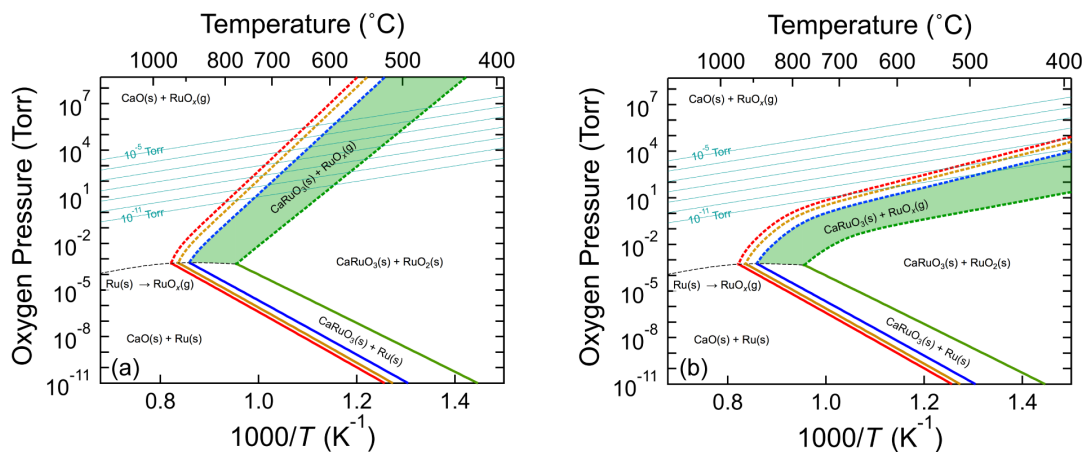 Temperature (˚C)
1000 800 700 600 500 400
10^7
10^4
10^1
10^-2
10^-5
10^-8
10^-11
Oxygen Pressure (Torr)
CaO(s) + RuOₓ(g)
10^-5 Torr
10^-11 Torr
CaRuO₃(s) + RuOₓ(g)
CaRuO₃(s) + RuO₂(s)
Ru(s) → RuOₓ(g)
CaO(s) + Ru(s)
CaRuO₃(s) + Ru(s)
(a)
0.8 1.0 1.2 1.4
1000/T (K⁻¹)
Temperature (˚C)
1000 800 700 600 500 400
10^7
10^4
10^1
10^-2
10^-5
10^-8
10^-11
Oxygen Pressure (Torr)
CaO(s) + RuOₓ(g)
10^-5 Torr
10^-11 Torr
CaRuO₃(s) + RuOₓ(g)
CaRuO₃(s) + RuO₂(s)
Ru(s) → RuOₓ(g)
CaO(s) + Ru(s)
CaRuO₃(s) + Ru(s)
(b)
0.8 1.0 1.2 1.4
1000/T (K⁻¹)